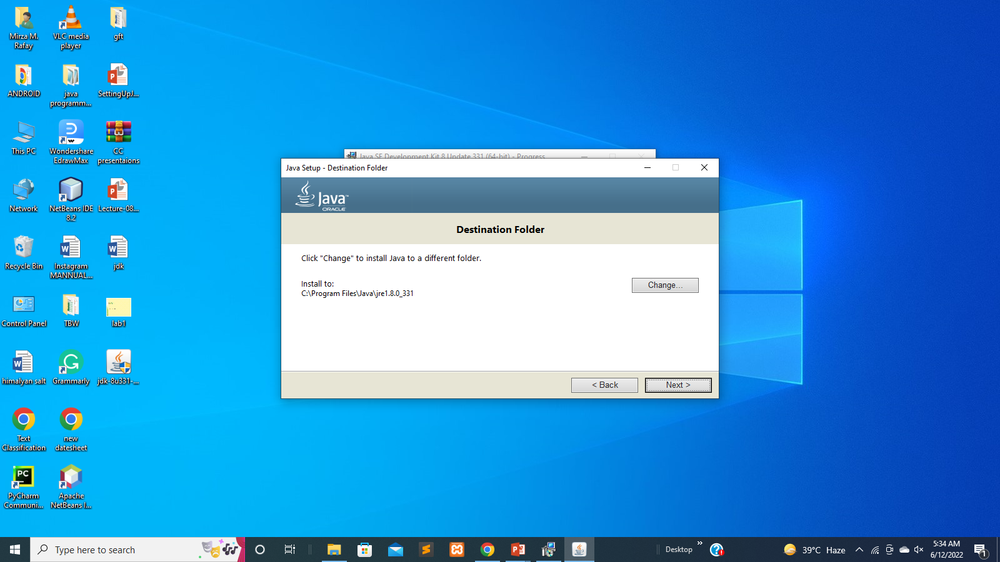 Mirza M.
Rafay
VLC media
player
gft
ANDROID
java
programm...
SettingUpJ...
This PC
Wondershare
EdrawMax
CC
presentaions
Network
NetBeans IDE
8.2
Lecture-08...
Recycle Bin
Instagram
MANNUAL...
jdk
Control Panel
TBW
lab1
himalyan salt
Grammarly
jdk-8u331-...
Text
Classification
new
datesheet
PyCharm
Communi...
Apache
NetBeans I...
Java SE Development Kit 8 Update 331 (64-bit) - Progress
Java Setup - Destination Folder
Java™
ORACLE
Destination Folder
Click "Change" to install Java to a different folder.
Install to:
C:\Program Files\Java\jre1.8.0_331
Change...
< Back
Next >
Type here to search
Desktop
39°C Haze
5:34 AM
6/12/2022
1